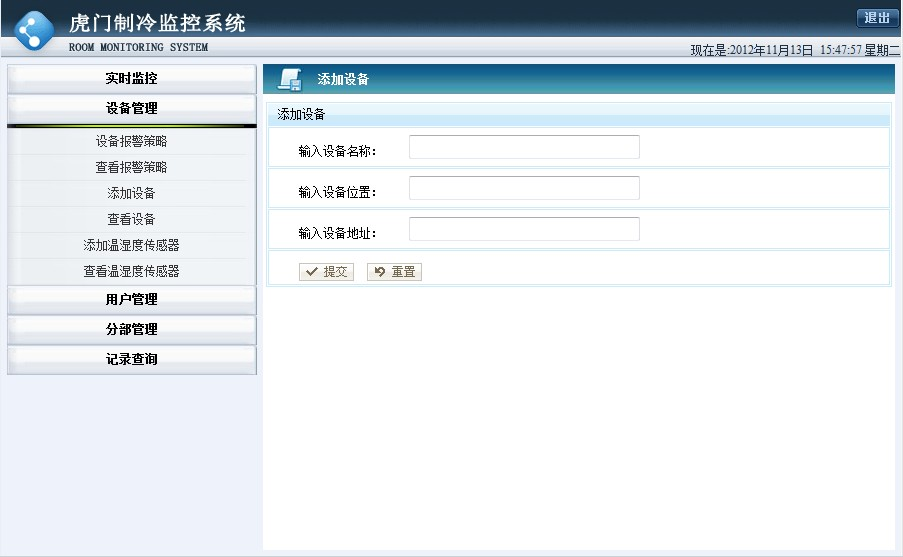 虎门制冷监控系统
ROOM MONITORING SYSTEM
退出
现在是:2012年11月13日 15:47:57 星期二
实时监控
设备管理
设备报警策略
查看报警策略
添加设备
查看设备
添加温湿度传感器
查看温湿度传感器
用户管理
分部管理
记录查询
添加设备
添加设备
输入设备名称:
输入设备位置:
输入设备地址:
提交 重置